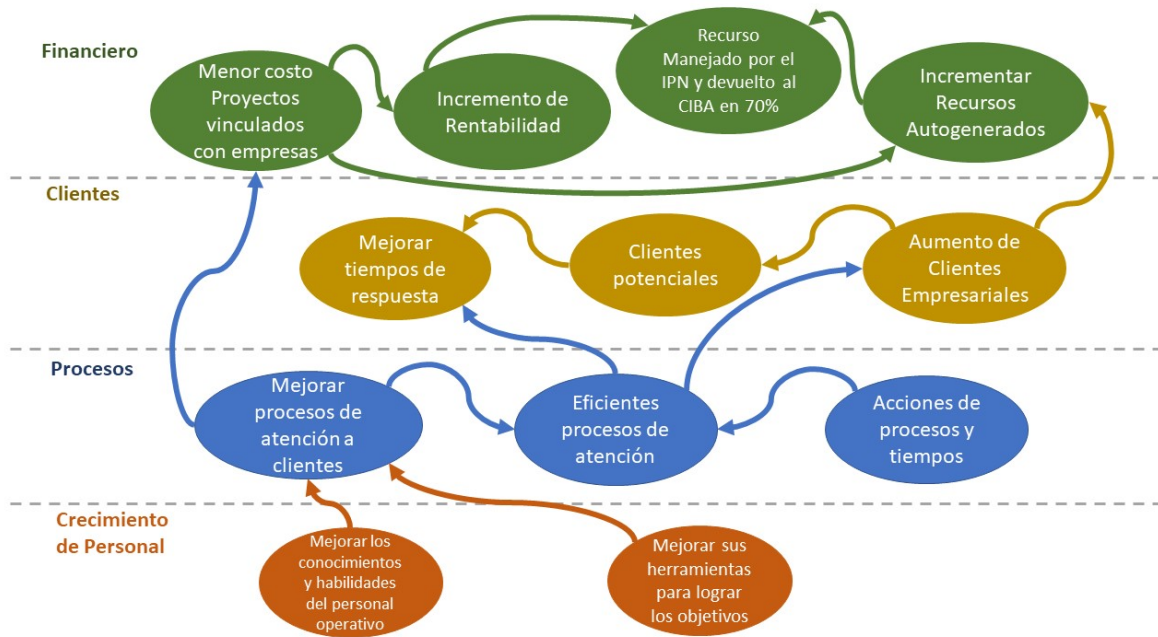 Financiero
Menor costo
Proyectos
vinculados
con empresas
Incremento de
Rentabilidad
Recurso
Manejado por el
IPN y devuelto al
CIBA en 70%
Incrementar
Recursos
Autogenerados
Clientes
Mejorar
tiempos de
respuesta
Clientes
potenciales
Aumento de
Clientes
Empresariales
Procesos
Mejorar
procesos de
atención a
clientes
Eficientes
procesos de
atención
Acciones de
procesos y
tiempos
Crecimiento
de Personal
Mejorar los
conocimientos
y habilidades
del personal
operativo
Mejorar sus
herramientas
para lograr
los objetivos